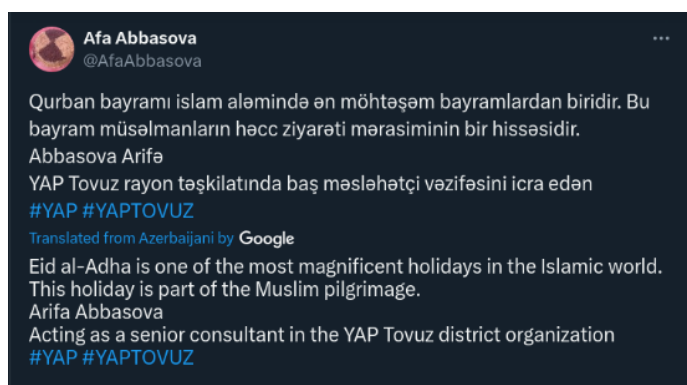 Afa Abbasova
@AfaAbbasova
Qurban bayramı islam aləmində ən möhtəşəm bayramlardan biridir. Bu
bayram müsəlmanların həcc ziyarəti mərasiminin bir hissəsidir.
Abbasova Arifə
YAP Tovuz rayon təşkilatında baş məsləhətçi vəzifəsini icra edən
#YAP #YAPTOVUZ
Translated from Azerbaijani by Google
Eid al-Adha is one of the most magnificent holidays in the Islamic world.
This holiday is part of the Muslim pilgrimage.
Arifa Abbasova
Acting as a senior consultant in the YAP Tovuz district organization
#YAP #YAPTOVUZ